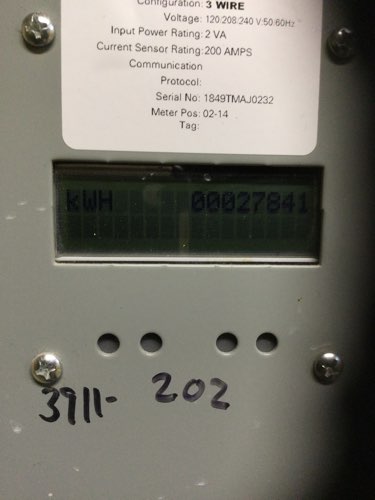 Configuration: 3 WIRE
Voltage: 120:208:240 V:50:60Hz
Input Power Rating: 2 VA
Current Sensor Rating: 200 AMPS
Communication
Protocol:
Serial No: 1849TMAJ0232
Meter Pos: 02-14
Tag:
kWH 00027841
3911- 202